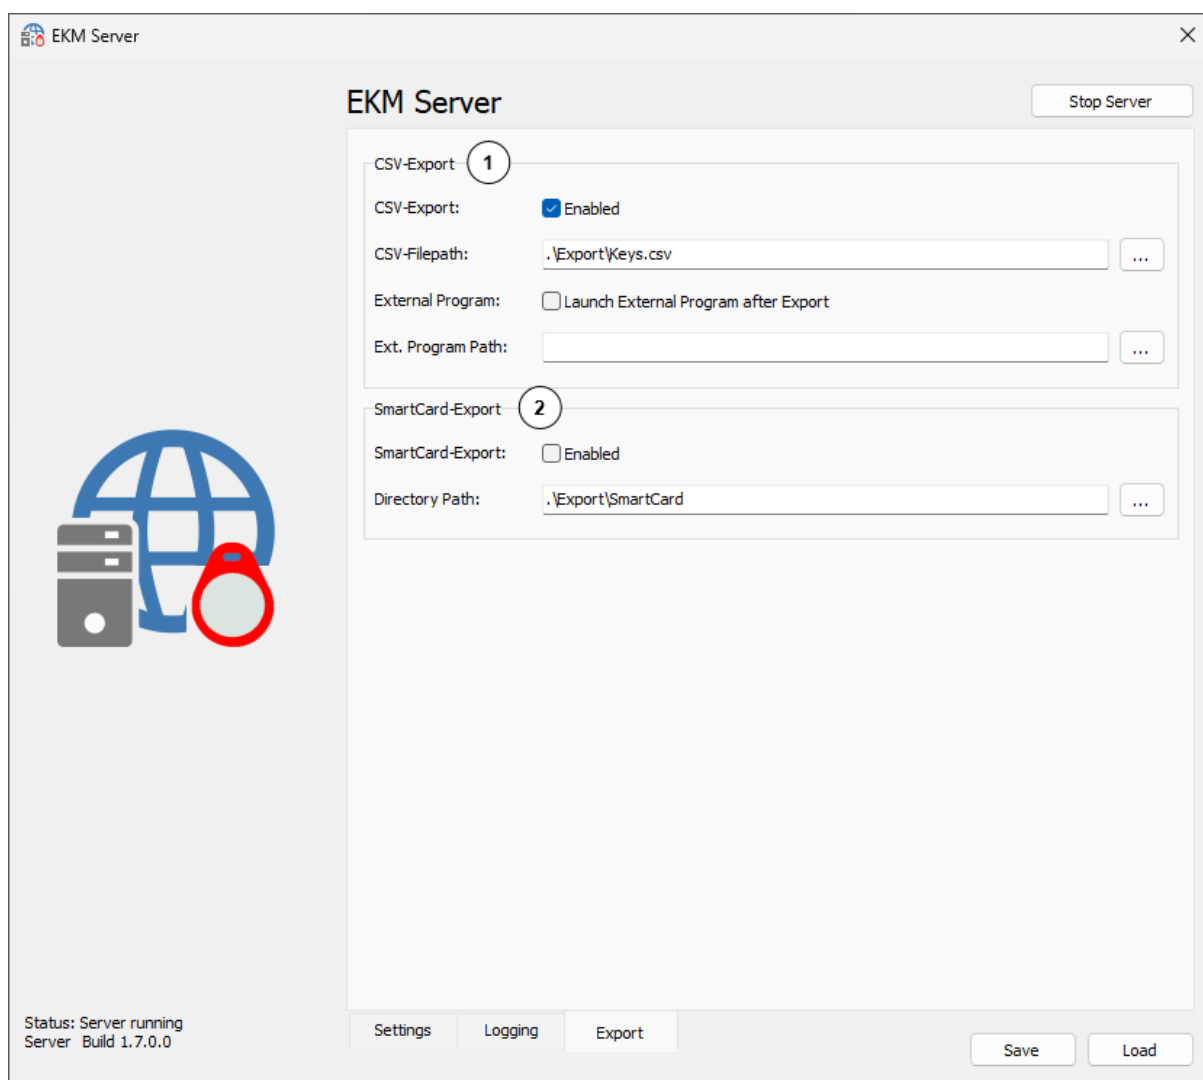 EKM Server
EKM Server
Stop Server
CSV-Export 1
CSV-Export: Enabled
CSV-Filepath: .\Export\Keys.csv ...
External Program: Launch External Program after Export
Ext. Program Path: ...
SmartCard-Export 2
SmartCard-Export: Enabled
Directory Path: .\Export\SmartCard ...
Status: Server running
Server Build 1.7.0.0
Settings Logging Export
Save Load